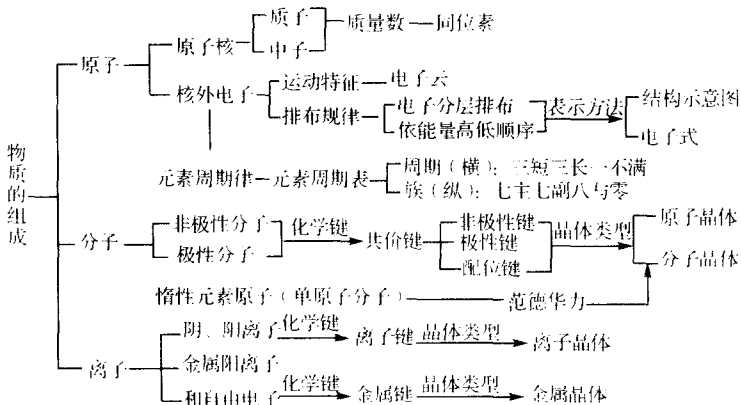 物质的组成
原子
原子核
质子
中子
质量数
同位素
核外电子
运动特征
电子云
排布规律
电子分层排布
依能量高低顺序
表示方法
结构示意图
电子式
元素周期律
元素周期表
周期(横):三短三长一不满
族(纵):七主七副八与零
分子
非极性分子
极性分子
化学键
共价键
非极性键
极性键
配位键
晶体类型
原子晶体
分子晶体
惰性元素原子(单原子分子)
范德华力
离子
阴、阳离子
化学键
离子键
晶体类型
离子晶体
金属阳离子
和自由电子
化学键
金属键
晶体类型
金属晶体